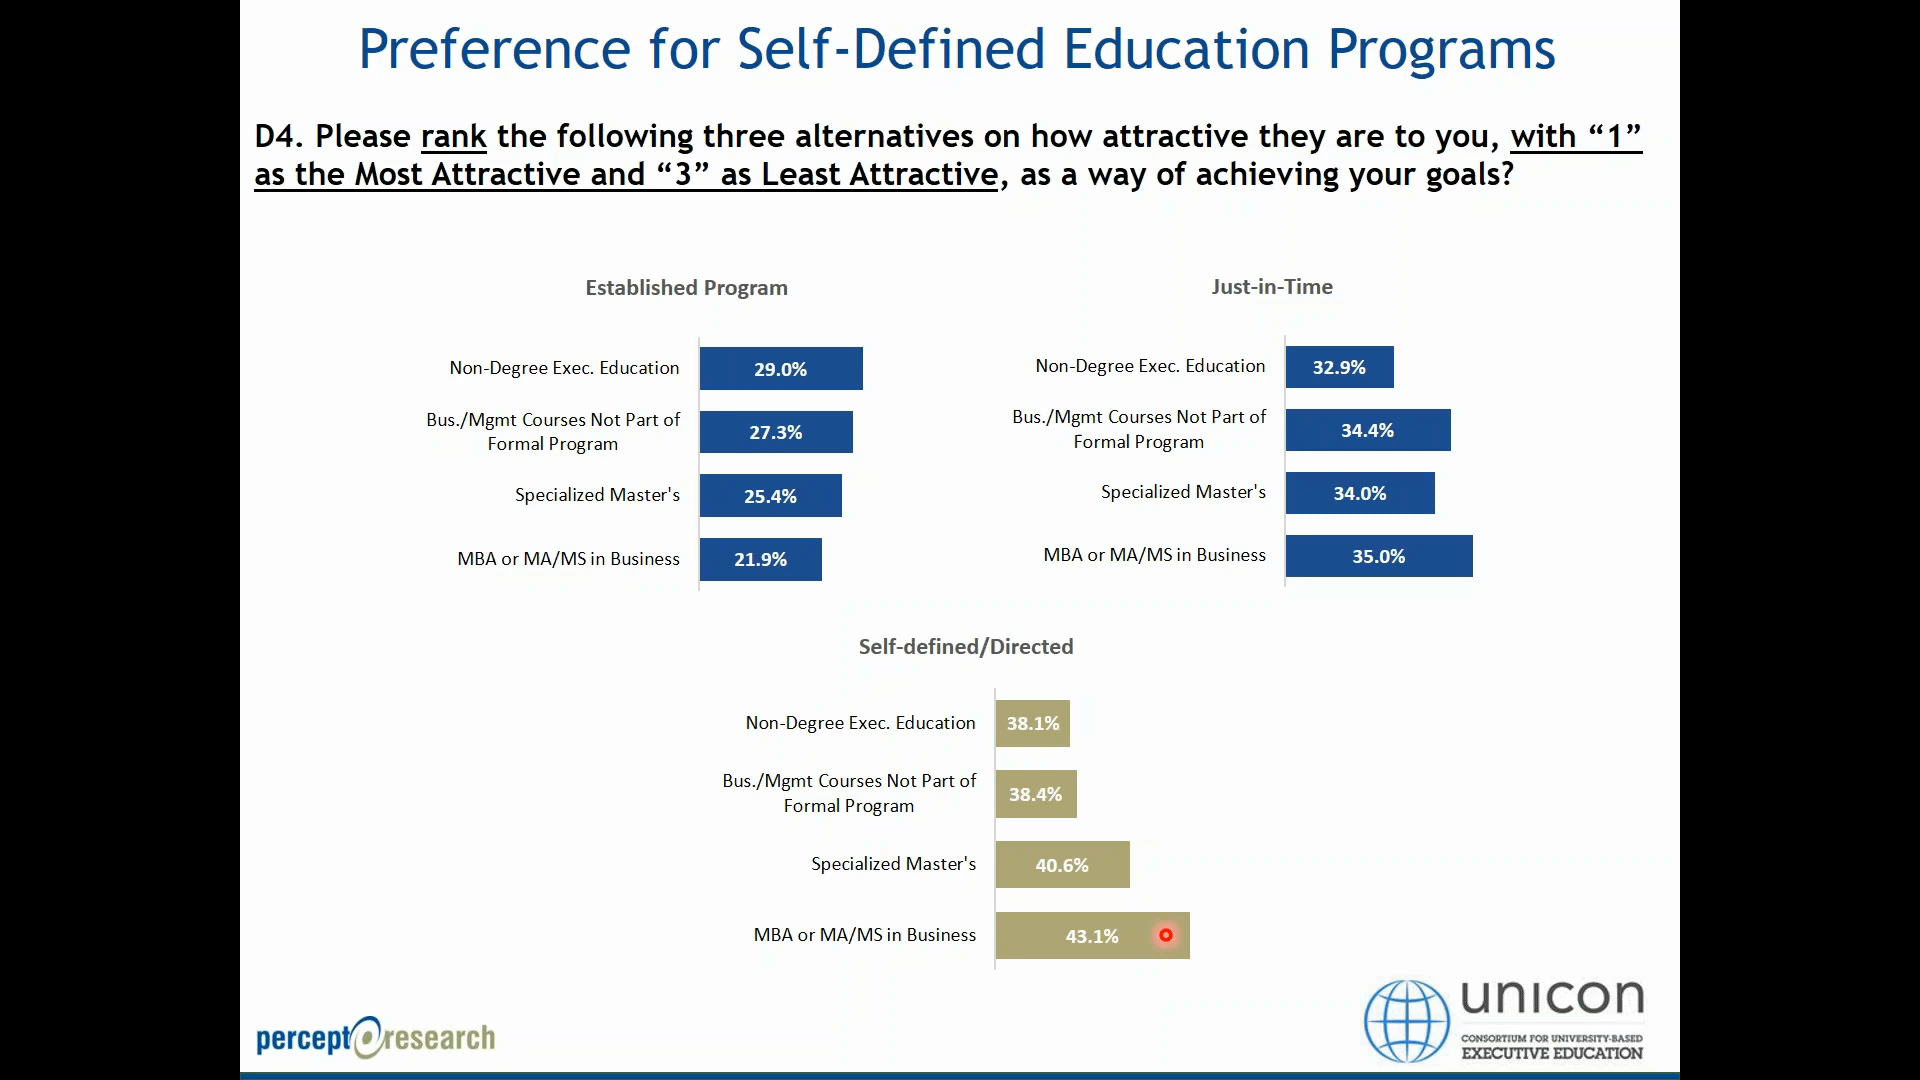 Preference for Self-Defined Education Programs
D4. Please rank the following three alternatives on how attractive they are to you, with “1”
as the Most Attractive and “3” as Least Attractive, as a way of achieving your goals?
Established Program
Non-Degree Exec. Education
29.0%
Bus./Mgmt Courses Not Part of
Formal Program
27.3%
Specialized Master's
25.4%
MBA or MA/MS in Business
21.9%
Just-in-Time
Non-Degree Exec. Education
32.9%
Bus./Mgmt Courses Not Part of
Formal Program
34.4%
Specialized Master's
34.0%
MBA or MA/MS in Business
35.0%
Self-defined/Directed
Non-Degree Exec. Education
38.1%
Bus./Mgmt Courses Not Part of
Formal Program
38.4%
Specialized Master's
40.6%
MBA or MA/MS in Business
43.1%
percept research
unicon
CONSORTIUM FOR UNIVERSITY-BASED
EXECUTIVE EDUCATION